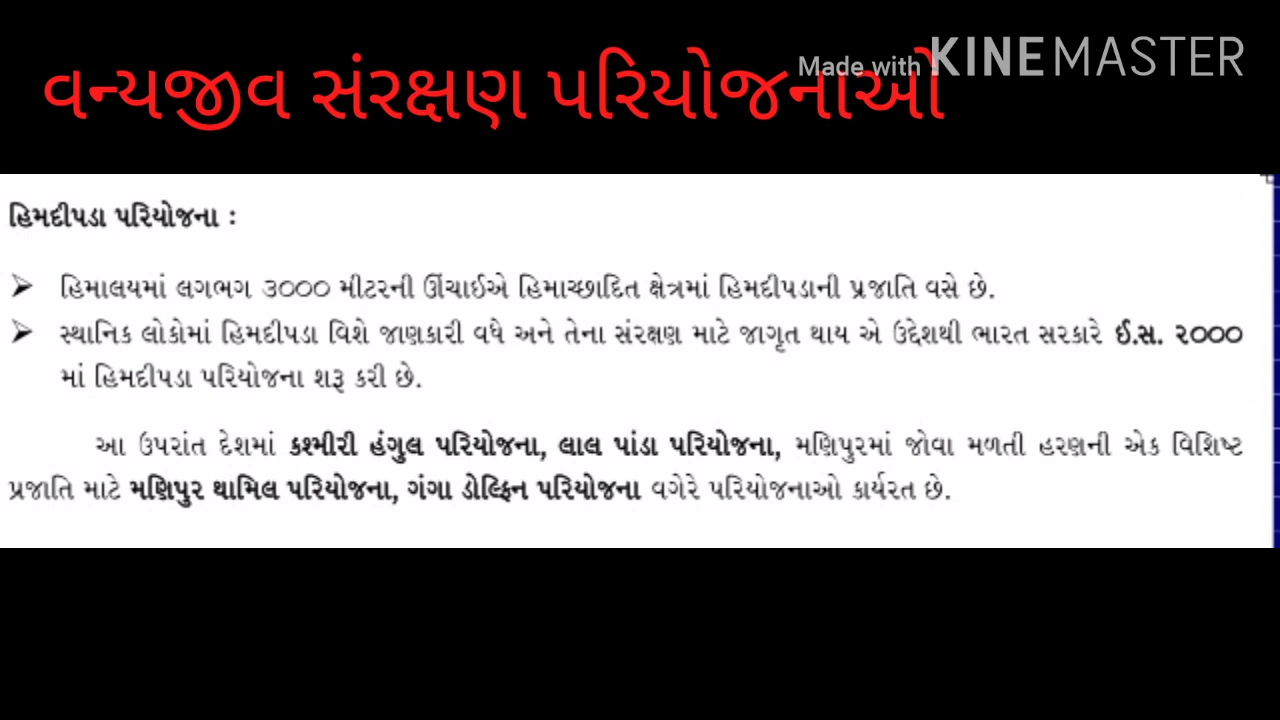 વન્યજીવ સંરક્ષણ પરિયોજનાઓ
Made with KINEMASTER
હિમદીપડા પરિયોજના :
➢ હિમાલયમાં લગભગ ૩૦૦૦ મીટરની ઊંચાઈએ હિમાચ્છાદિત ક્ષેત્રમાં હિમદીપડાની પ્રજાતિ વસે છે.
➢ સ્થાનિક લોકોમાં હિમદીપડા વિશે જાણકારી વધે અને તેના સંરક્ષણ માટે જાગૃત થાય એ ઉદ્દેશથી ભારત સરકારે ઈ.સ. ૨૦૦૦
માં હિમદીપડા પરિયોજના શરૂ કરી છે.
આ ઉપરાંત દેશમાં કશ્મીરી હંગુલ પરિયોજના, લાલ પાંડા પરિયોજના, મણિપુરમાં જોવા મળતી હરણની એક વિશિષ્ટ
પ્રજાતિ માટે મણિપુર થામિલ પરિયોજના, ગંગા ડોલ્ફિન પરિયોજના વગેરે પરિયોજનાઓ કાર્યરત છે.